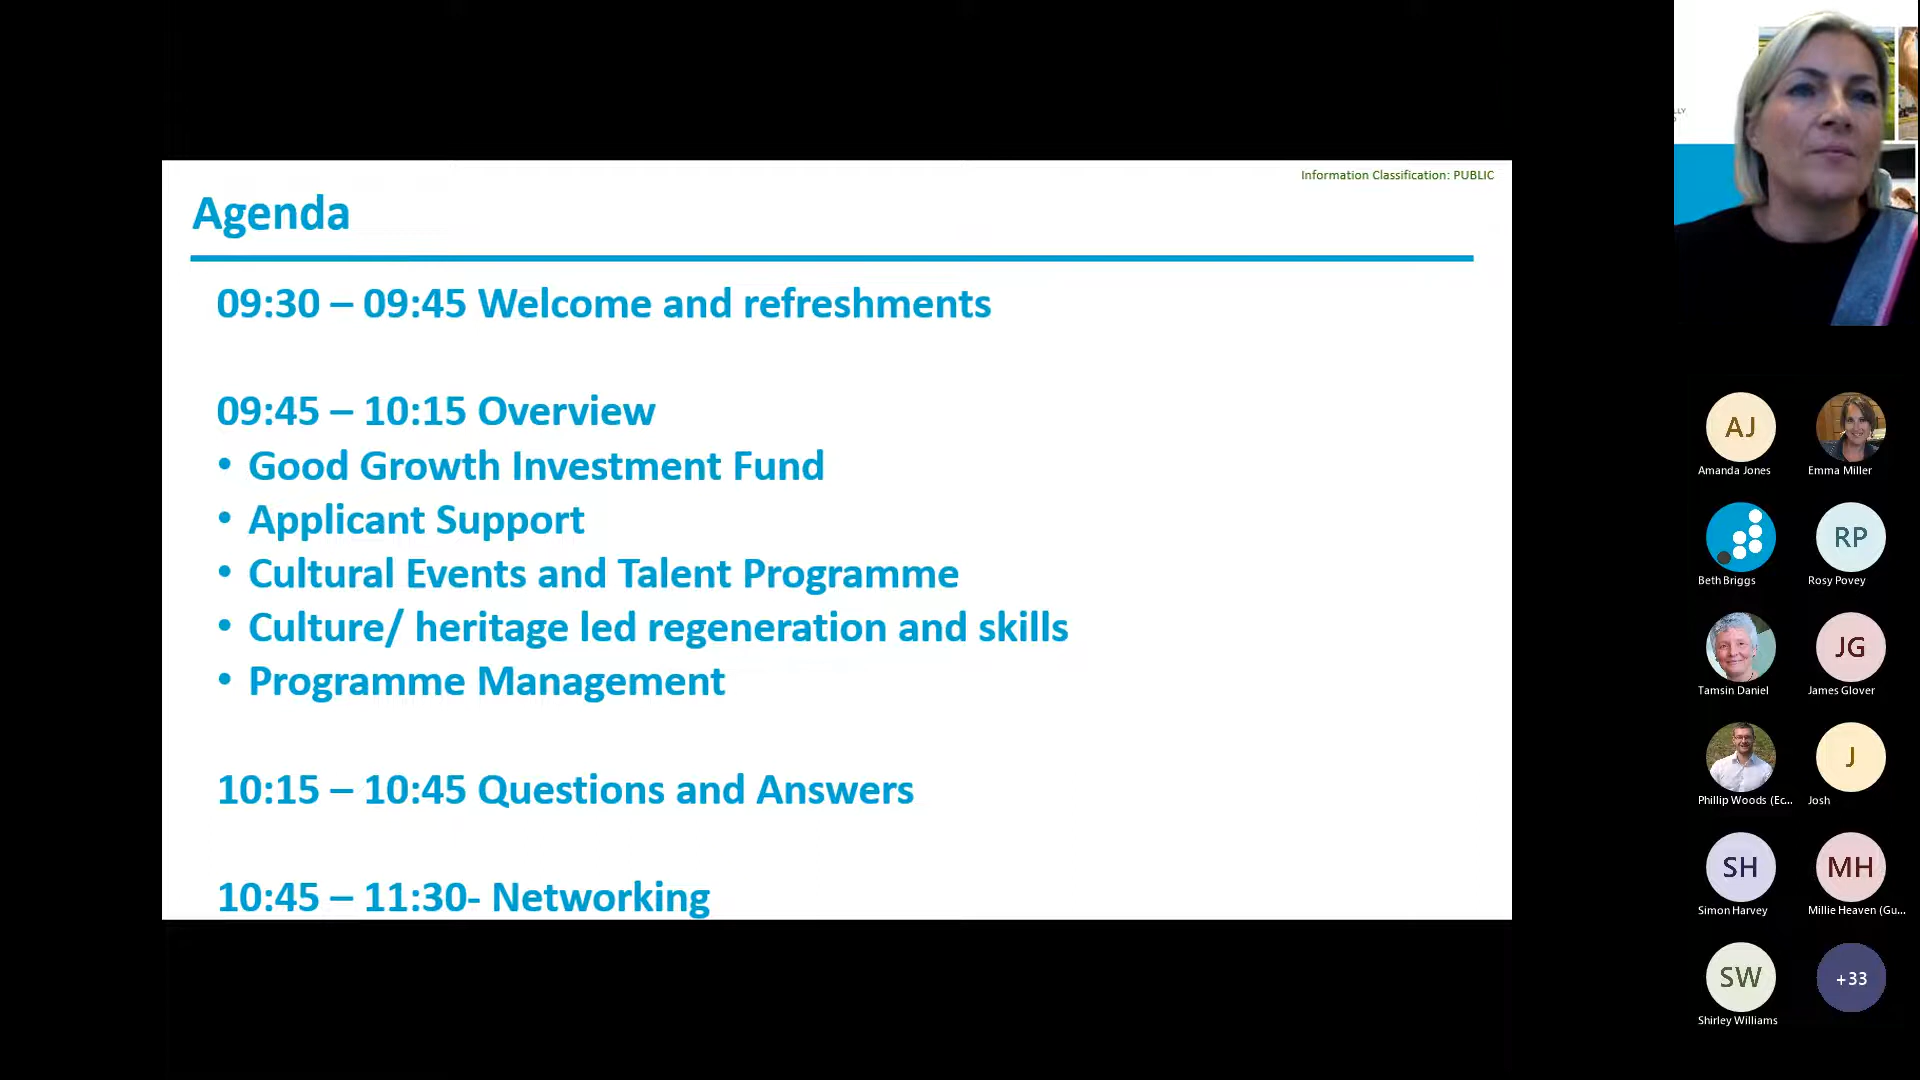 Information Classification: PUBLIC
Agenda
09:30 – 09:45 Welcome and refreshments
09:45 – 10:15 Overview
• Good Growth Investment Fund
• Applicant Support
• Cultural Events and Talent Programme
• Culture/ heritage led regeneration and skills
• Programme Management
10:15 – 10:45 Questions and Answers
10:45 – 11:30- Networking
LLY
AJ
Amanda Jones
Emma Miller
Beth Briggs
RP
Rosy Povey
Tamsin Daniel
JG
James Glover
Phillip Woods (Ec...
J
Josh
SH
Simon Harvey
MH
Millie Heaven (Gu...
SW
Shirley Williams
+33